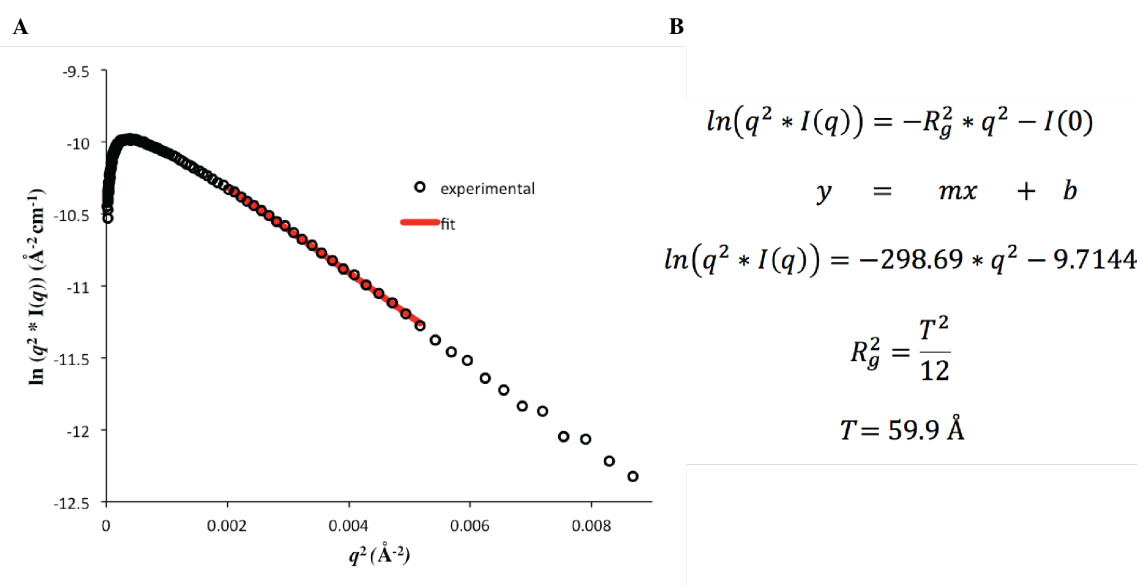 A
B
-9.5
-10
-10.5
-11
-11.5
-12
-12.5
ln (q² * I(q)) (Å⁻² cm⁻¹)
experimental
fit
0
0.002
0.004
0.006
0.008
q² (Å⁻²)
ln(q² * I(q)) = −R_g² * q² − I(0)
y = mx + b
ln(q² * I(q)) = −298.69 * q² − 9.7144
R_g² = T²/12
T = 59.9 Å